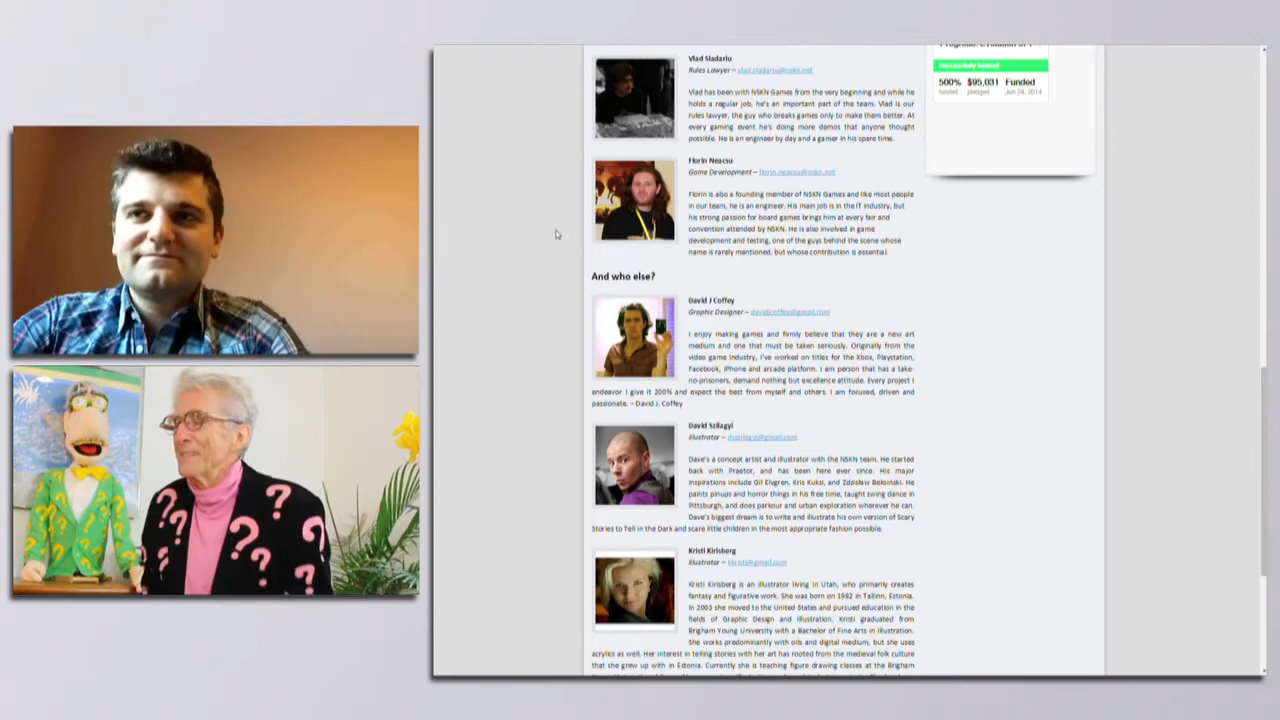 Vlad Sladariu
Rules Lawyer – vlad.sladariu@nskn.net
Vlad has been with NSKN Games from the very beginning and while he
holds a regular job, he's an important part of the team. Vlad is our
rules lawyer, the guy who breaks games only to make them better. At
every gaming event he's doing more demos that anyone thought
possible. He is an engineer by day and a gamer in his spare time.
Florin Neacsu
Game Development – florin.neacsu@nskn.net
Florin is also a founding member of NSKN Games and like most people
in our team, he is an engineer. His main job is in the IT industry, but
his strong passion for board games brings him at every fair and
convention attended by NSKN. He is also involved in game
development and testing, one of the guys behind the scene whose
name is rarely mentioned, but whose contribution is essential.
And who else?
David J Coffey
Graphic Designer – davebcoffey@gmail.com
I enjoy making games and firmly believe that they are a new art
medium and one that must be taken seriously. Originally from the
video game industry, I've worked on titles for the Xbox, Playstation,
Facebook, iPhone and arcade platform. I am person that has a take-
no-prisoners, demand nothing but excellence attitude. Every project I
endeavor I give it 200% and expect the best from myself and others. I am focused, driven and
passionate. – David J. Coffey
David Szilagyi
Illustrator –
Dave's a concept artist and illustrator with the NSKN team. He started
back with Praetor, and has been here ever since. His major
inspirations include Gil Elvgren, Kris Kuksi, and Zdzislaw Beksiński. He
paints pinups and horror things in his free time, taught swing dance in
Pittsburgh, and does parkour and urban exploration wherever he can.
Dave's biggest dream is to write and illustrate his own version of Scary
Stories to Tell in the Dark and scare little children in the most appropriate fashion possible.
Kristi Kirisberg
Illustrator –
Kristi Kirisberg is an illustrator living in Utah, who primarily creates
fantasy and figurative work. She was born on 1982 in Tallinn, Estonia.
In 2003 she moved to the United States and pursued education in the
fields of Graphic Design and Illustration. Kristi graduated from
Brigham Young University with a Bachelor of Fine Arts in Illustration.
She works predominantly with oils and digital medium, but she uses
acrylics as well. Her interest in telling stories with her art has rooted from the medieval folk culture
that she grew up with in Estonia. Currently she is teaching figure drawing classes at the Brigham
Successfully funded!
500% $95,031 Funded
funded pledged Jun 24, 2014
? ? ? ? ?